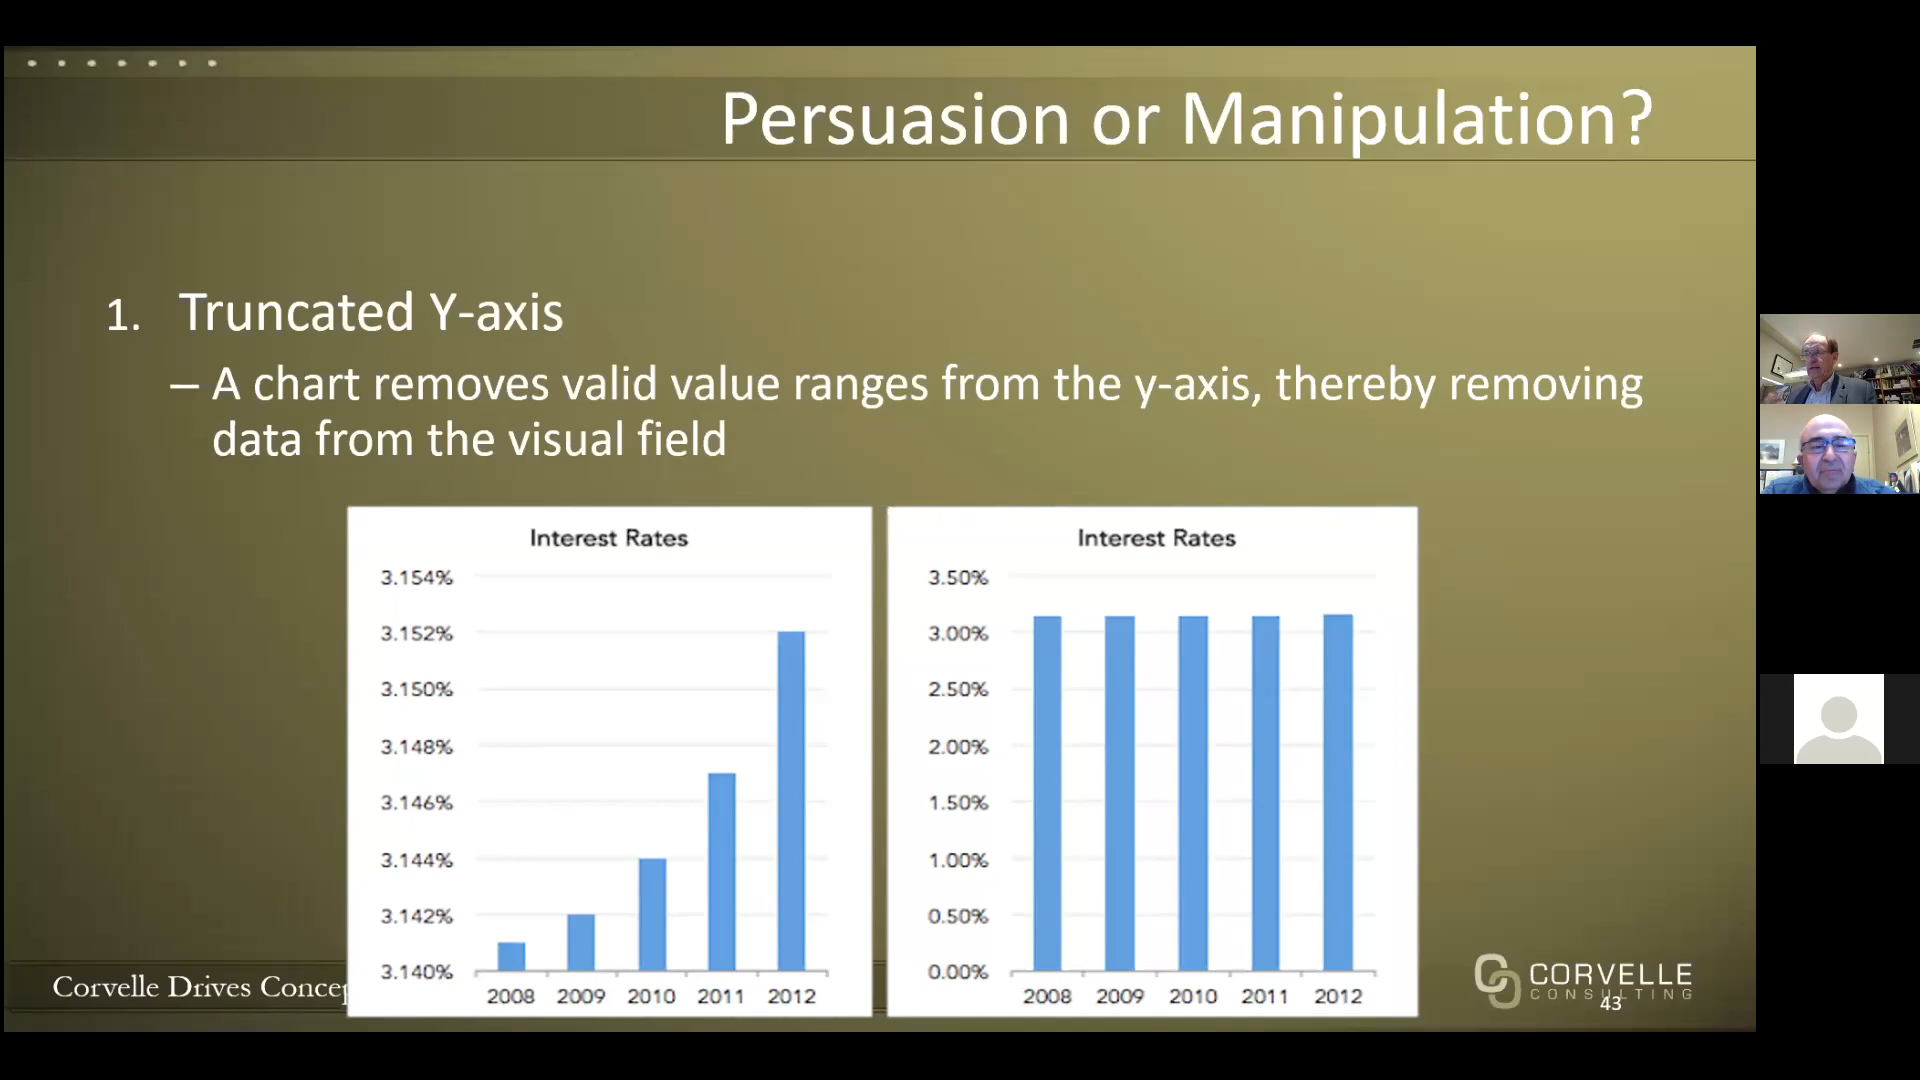 Persuasion or Manipulation?
1. Truncated Y-axis
– A chart removes valid value ranges from the y-axis, thereby removing
data from the visual field
Interest Rates
3.154%
3.152%
3.150%
3.148%
3.146%
3.144%
3.142%
3.140%
2008 2009 2010 2011 2012
Interest Rates
3.50%
3.00%
2.50%
2.00%
1.50%
1.00%
0.50%
0.00%
2008 2009 2010 2011 2012
Corvelle Drives
CORVELLE
CONSULTING
43